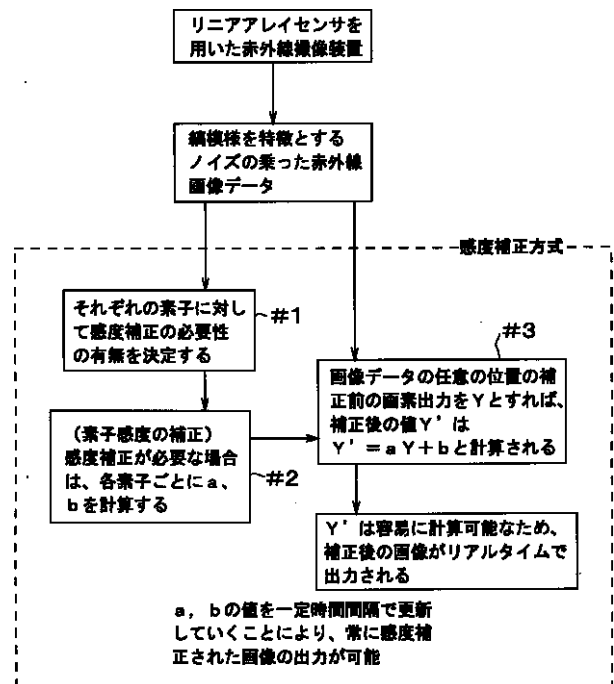 リニアアレイセンサを
用いた赤外線撮像装置
縞模様を特徴とする
ノイズの乗った赤外線
画像データ
感度補正方式
それぞれの素子に対し
て感度補正の必要性
の有無を決定する
#1
#3
画像データの任意の位置の補
正前の画素出力をYとすれば、
補正後の値Y'は
Y'=aY+bと計算される
(素子感度の補正)
感度補正が必要な場合
は、各素子ごとにa、
bを計算する
#2
Y'は容易に計算可能なため、
補正後の画像がリアルタイムで
出力される
a,bの値を一定時間間隔で更新
していくことにより、常に感度補
正された画像の出力が可能